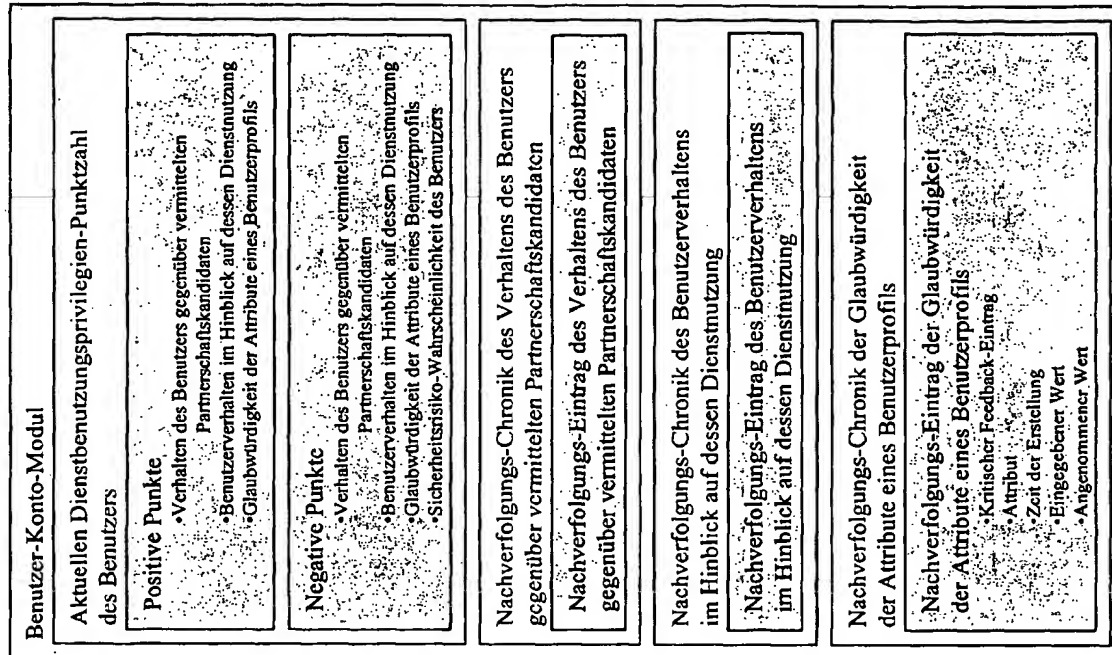 Benutzer-Konto-Modul
Aktuellen Dienstbenutzungsprivilegien-Punktzahl
des Benutzers
Positive Punkte
•Verhalten des Benutzers gegenüber vermittelten
Partnerschaftskandidaten
•Benutzerverhalten im Hinblick auf dessen Dienstnutzung
•Glaubwürdigkeit der Attribute eines Benutzerprofils
Negative Punkte
•Verhalten des Benutzers gegenüber vermittelten
Partnerschaftskandidaten
•Benutzerverhalten im Hinblick auf dessen Dienstnutzung
•Glaubwürdigkeit der Attribute eines Benutzerprofils
•Sicherheitsrisiko-Wahrscheinlichkeit des Benutzers
Nachverfolgungs-Chronik des Verhaltens des Benutzers
gegenüber vermittelten Partnerschaftskandidaten
Nachverfolgungs-Eintrag des Verhaltens des Benutzers
gegenüber vermittelten Partnerschaftskandidaten
Nachverfolgungs-Chronik des Benutzerverhaltens
im Hinblick auf dessen Dienstnutzung
Nachverfolgungs-Eintrag des Benutzerverhaltens
im Hinblick auf dessen Dienstnutzung
Nachverfolgungs-Chronik der Glaubwürdigkeit
der Attribute eines Benutzerprofils
Nachverfolgungs-Eintrag der Glaubwürdigkeit
der Attribute eines Benutzerprofils
•Kritischer Feedback-Eintrag
•Attribut
•Zeit der Erstellung
•Eingegebener Wert
•Angenommener Wert